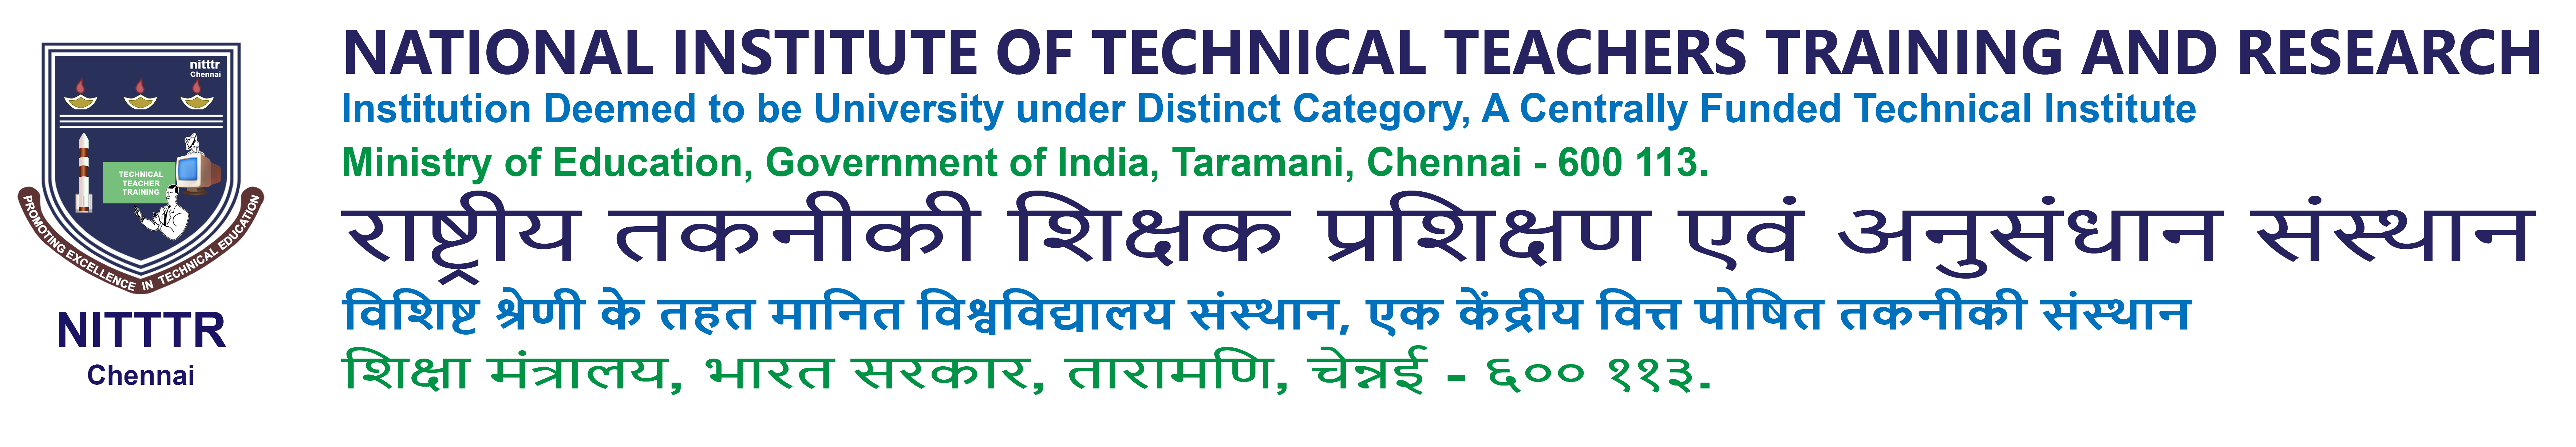 nitttr
Chennai
TECHNICAL
TEACHER
TRAINING
PROMOTING EXCELLENCE IN TECHNICAL EDUCATION
NITTTR
Chennai
NATIONAL INSTITUTE OF TECHNICAL TEACHERS TRAINING AND RESEARCH
Institution Deemed to be University under Distinct Category, A Centrally Funded Technical Institute
Ministry of Education, Government of India, Taramani, Chennai - 600 113.
राष्ट्रीय तकनीकी शिक्षक प्रशिक्षण एवं अनुसंधान संस्थान
विशिष्ट श्रेणी के तहत मानित विश्वविद्यालय संस्थान, एक केंद्रीय वित्त पोषित तकनीकी संस्थान
शिक्षा मंत्रालय, भारत सरकार, तारामणि, चेन्नई - ६०० ११३.